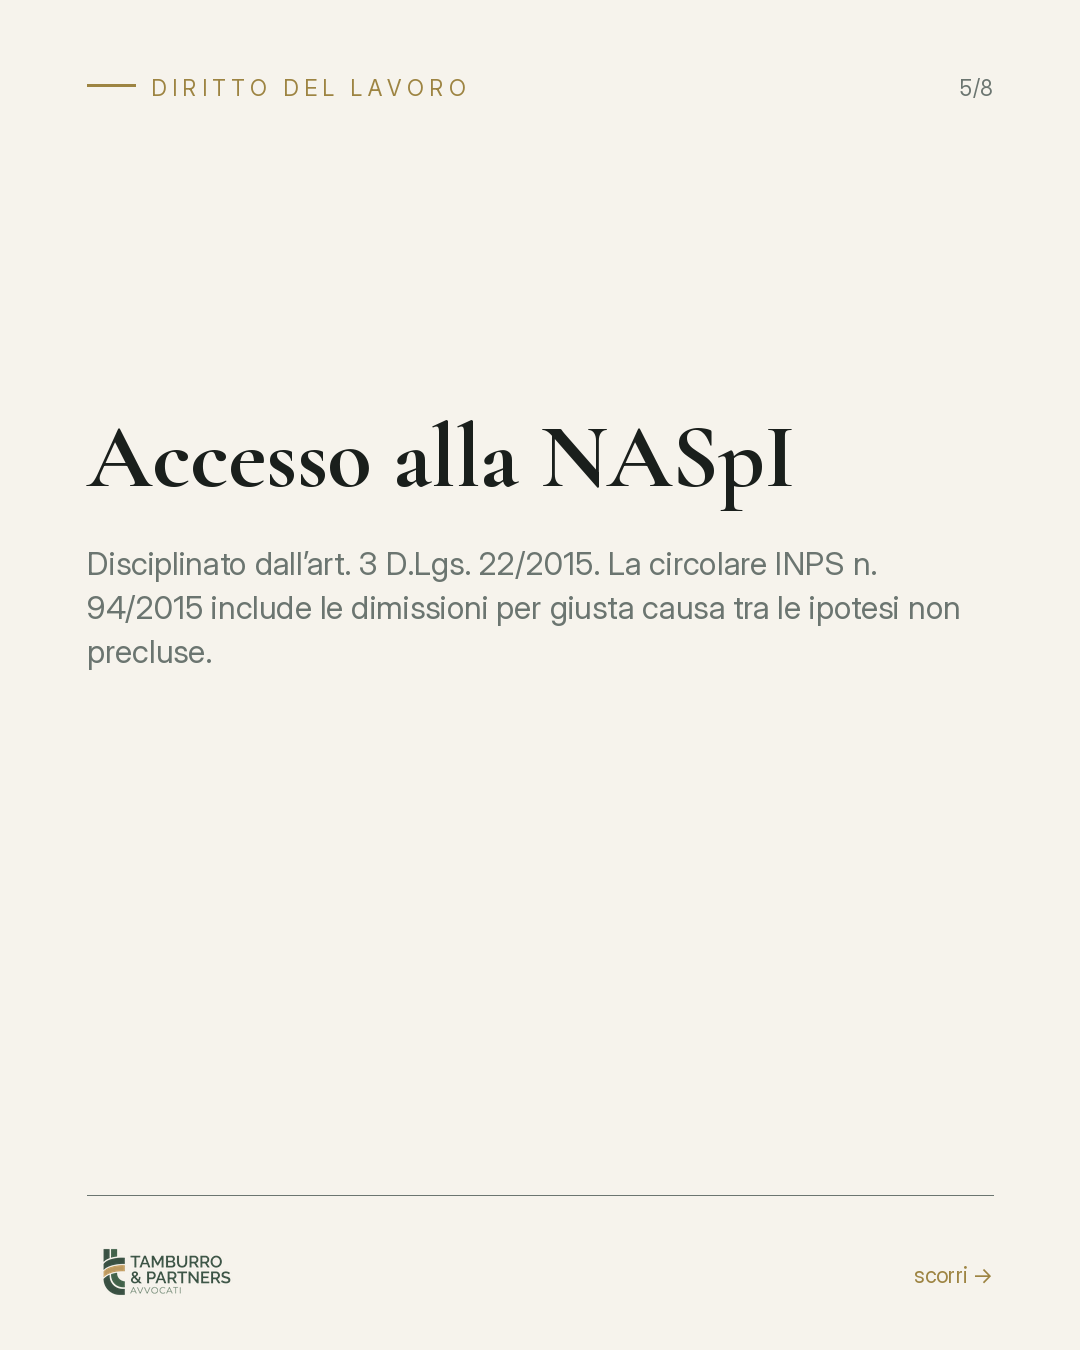 DIRITTO DEL LAVORO
5/8
Accesso alla NASpI
Disciplinato dall’art. 3 D.Lgs. 22/2015. La circolare INPS n.
94/2015 include le dimissioni per giusta causa tra le ipotesi non
precluse.
TAMBURRO
& PARTNERS
AVVOCATI
scorri →